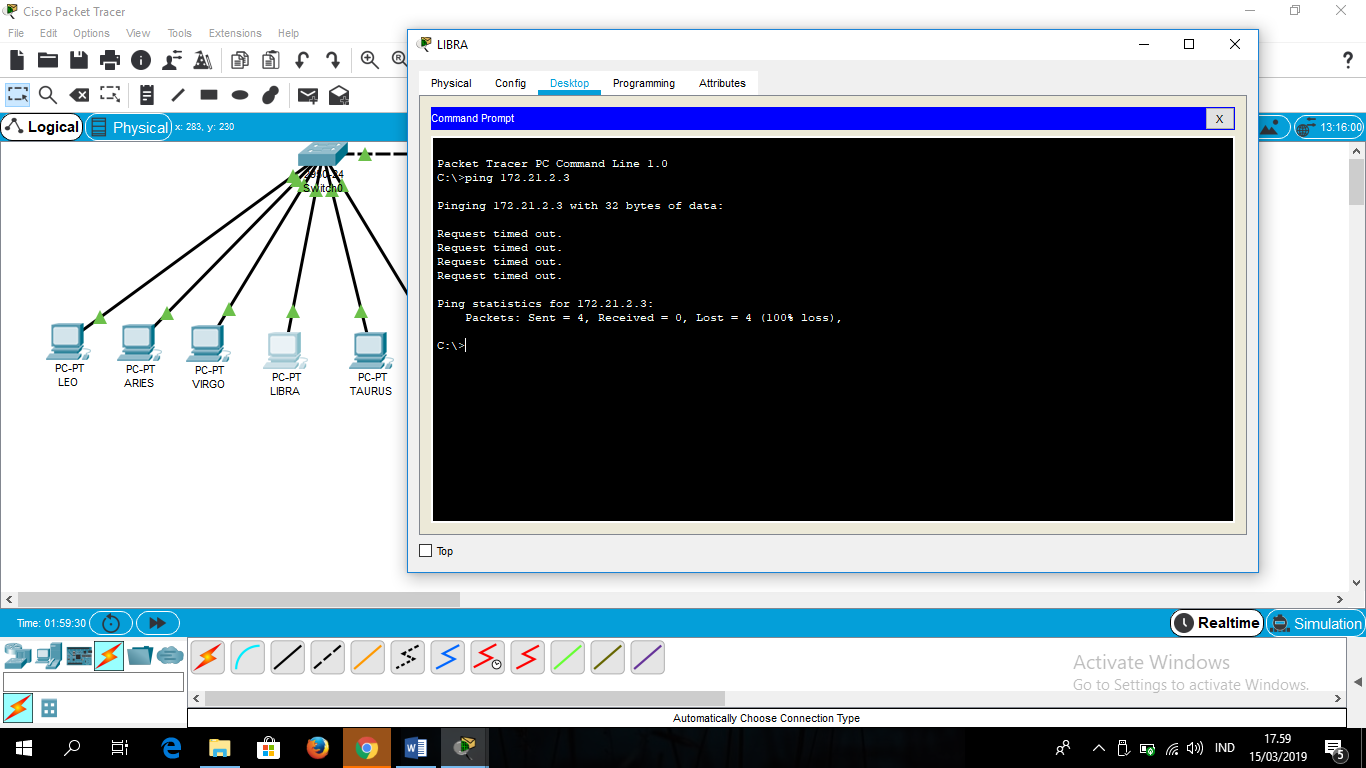 Cisco Packet Tracer
File Edit Options View Tools Extensions Help
Logical
Physical
x: 283, y: 230
13:16:00
Switch0
PC-PT
LEO
PC-PT
ARIES
PC-PT
VIRGO
PC-PT
LIBRA
PC-PT
TAURUS
LIBRA
Physical Config Desktop Programming Attributes
Command Prompt
X
Packet Tracer PC Command Line 1.0
C:\>ping 172.21.2.3
Pinging 172.21.2.3 with 32 bytes of data:
Request timed out.
Request timed out.
Request timed out.
Request timed out.
Ping statistics for 172.21.2.3:
Packets: Sent = 4, Received = 0, Lost = 4 (100% loss),
C:\>
Top
Time: 01:59:30
Realtime
Simulation
Activate Windows
Go to Settings to activate Windows.
Automatically Choose Connection Type
IND
17.59
15/03/2019
5